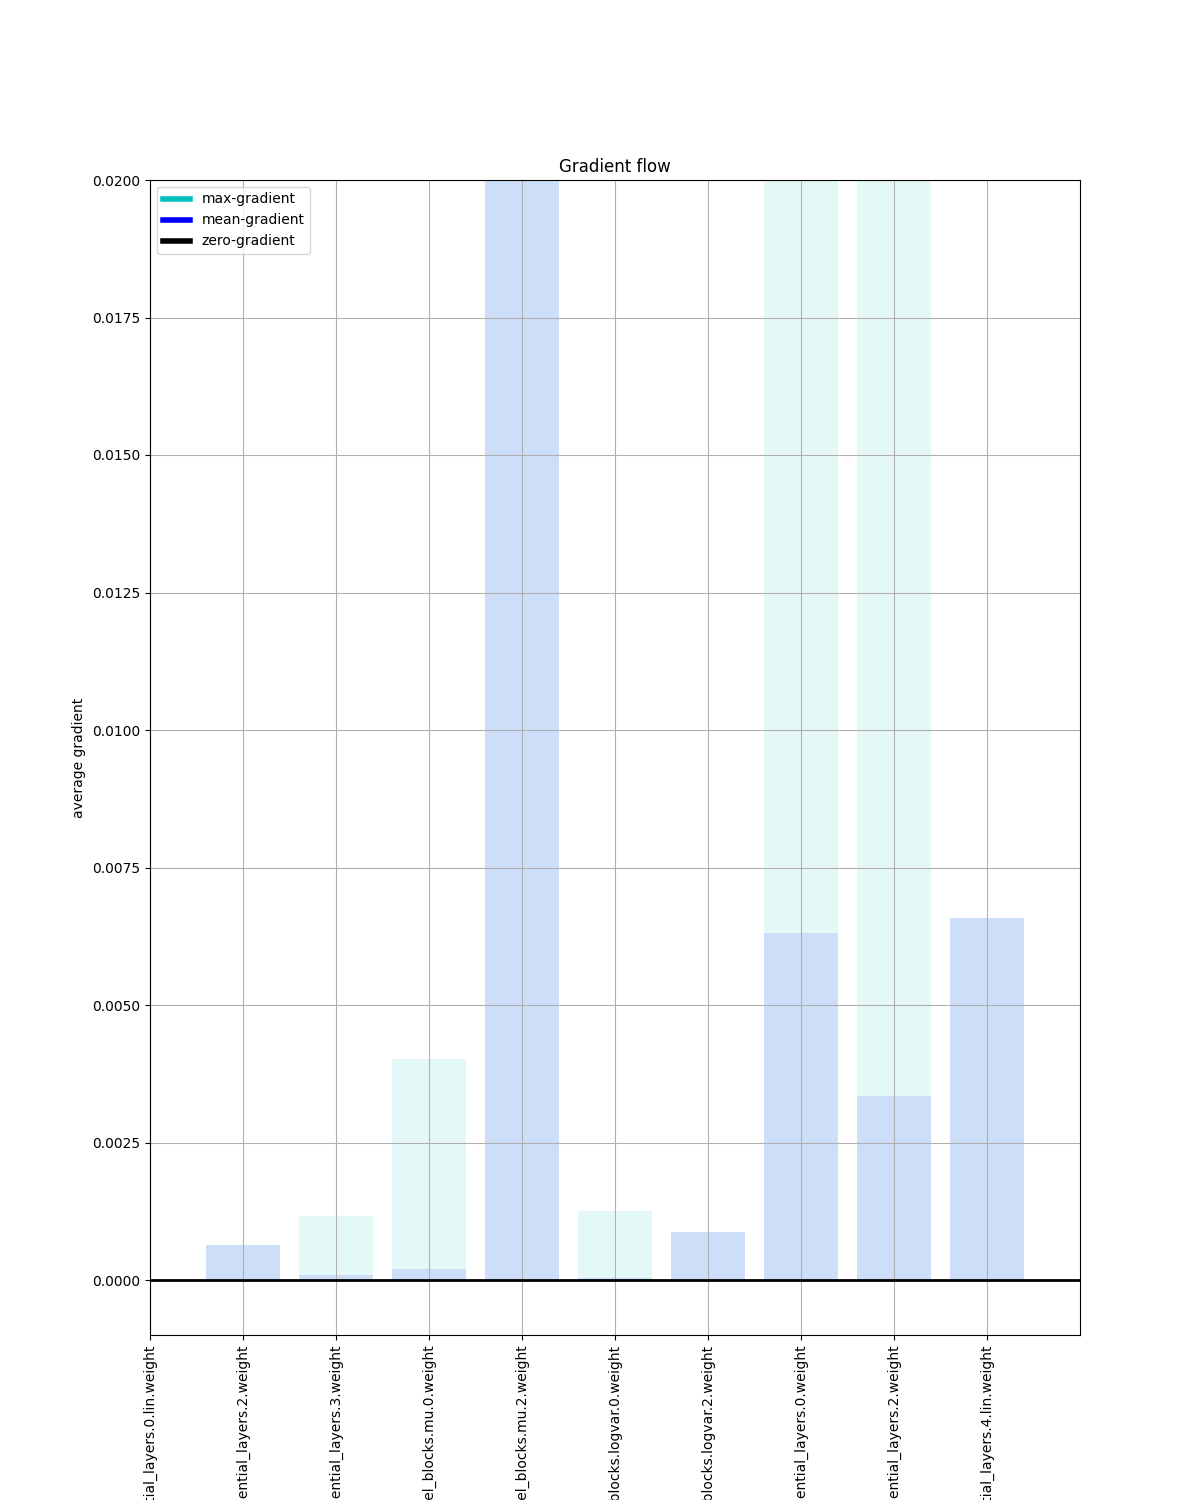 Gradient flow
max-gradient
mean-gradient
zero-gradient
0.0200
0.0175
0.0150
0.0125
0.0100
0.0075
0.0050
0.0025
0.0000
average gradient
tial_layers.0.lin.weight
ential_layers.2.weight
ential_layers.3.weight
el_blocks.mu.0.weight
el_blocks.mu.2.weight
blocks.logvar.0.weight
blocks.logvar.2.weight
ential_layers.0.weight
ential_layers.2.weight
tial_layers.4.lin.weight